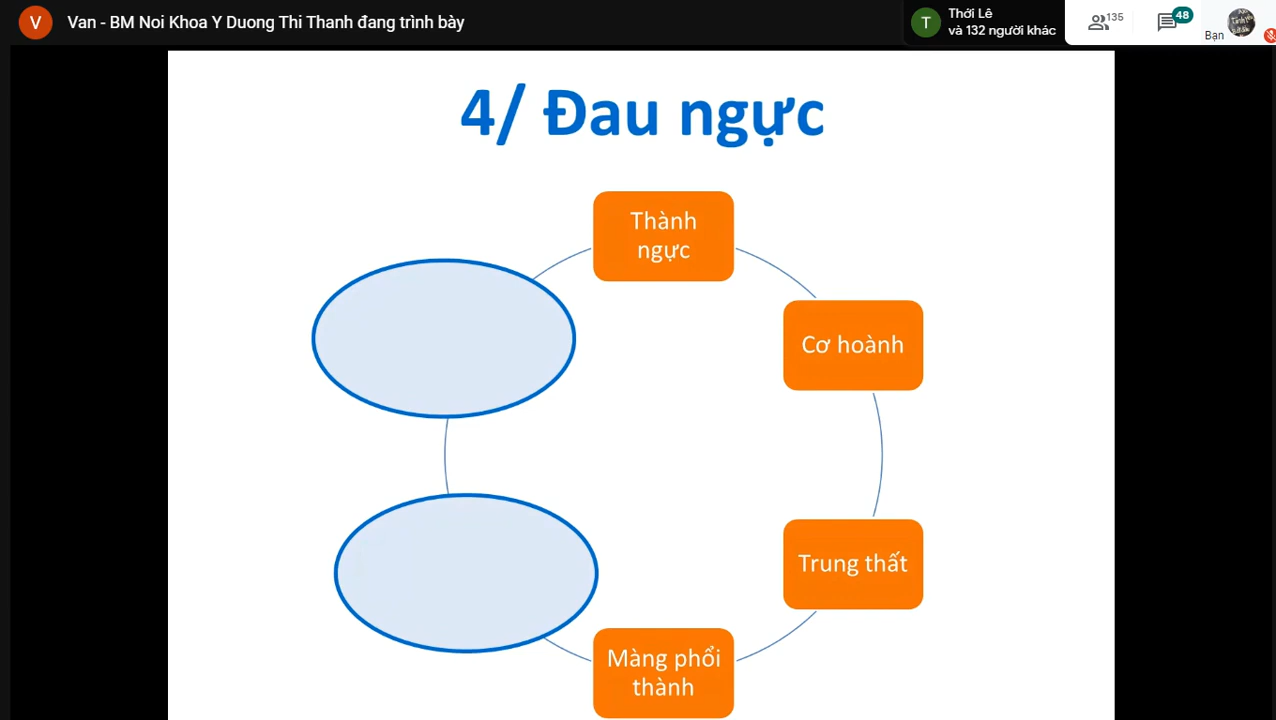 V
Van - BM Noi Khoa Y Duong Thi Thanh đang trình bày
T
Thới Lê
và 132 người khác
135
48
Bạn
4/ Đau ngực
Thành
ngực
Cơ hoành
Trung thất
Màng phổi
thành